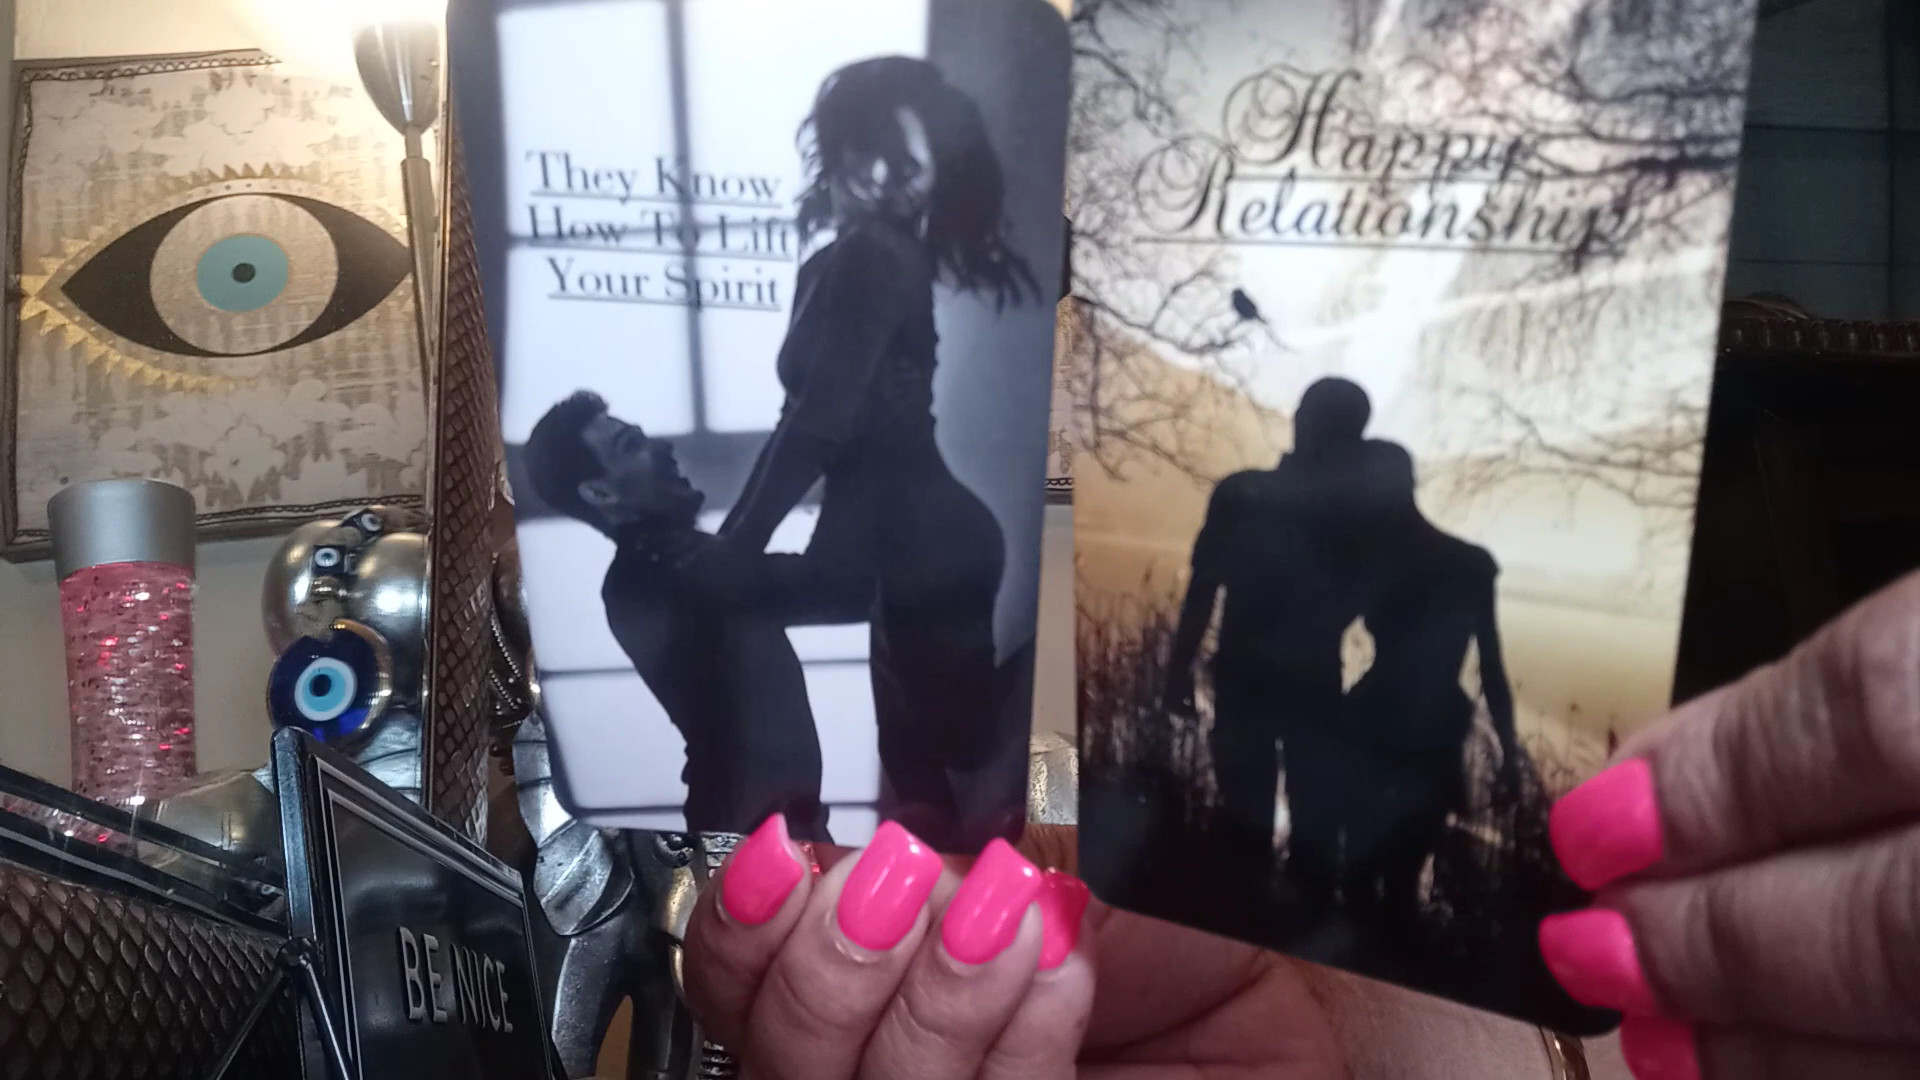 They Know
How To Lift
Your Spirit
Happy
Relationship
BE NICE